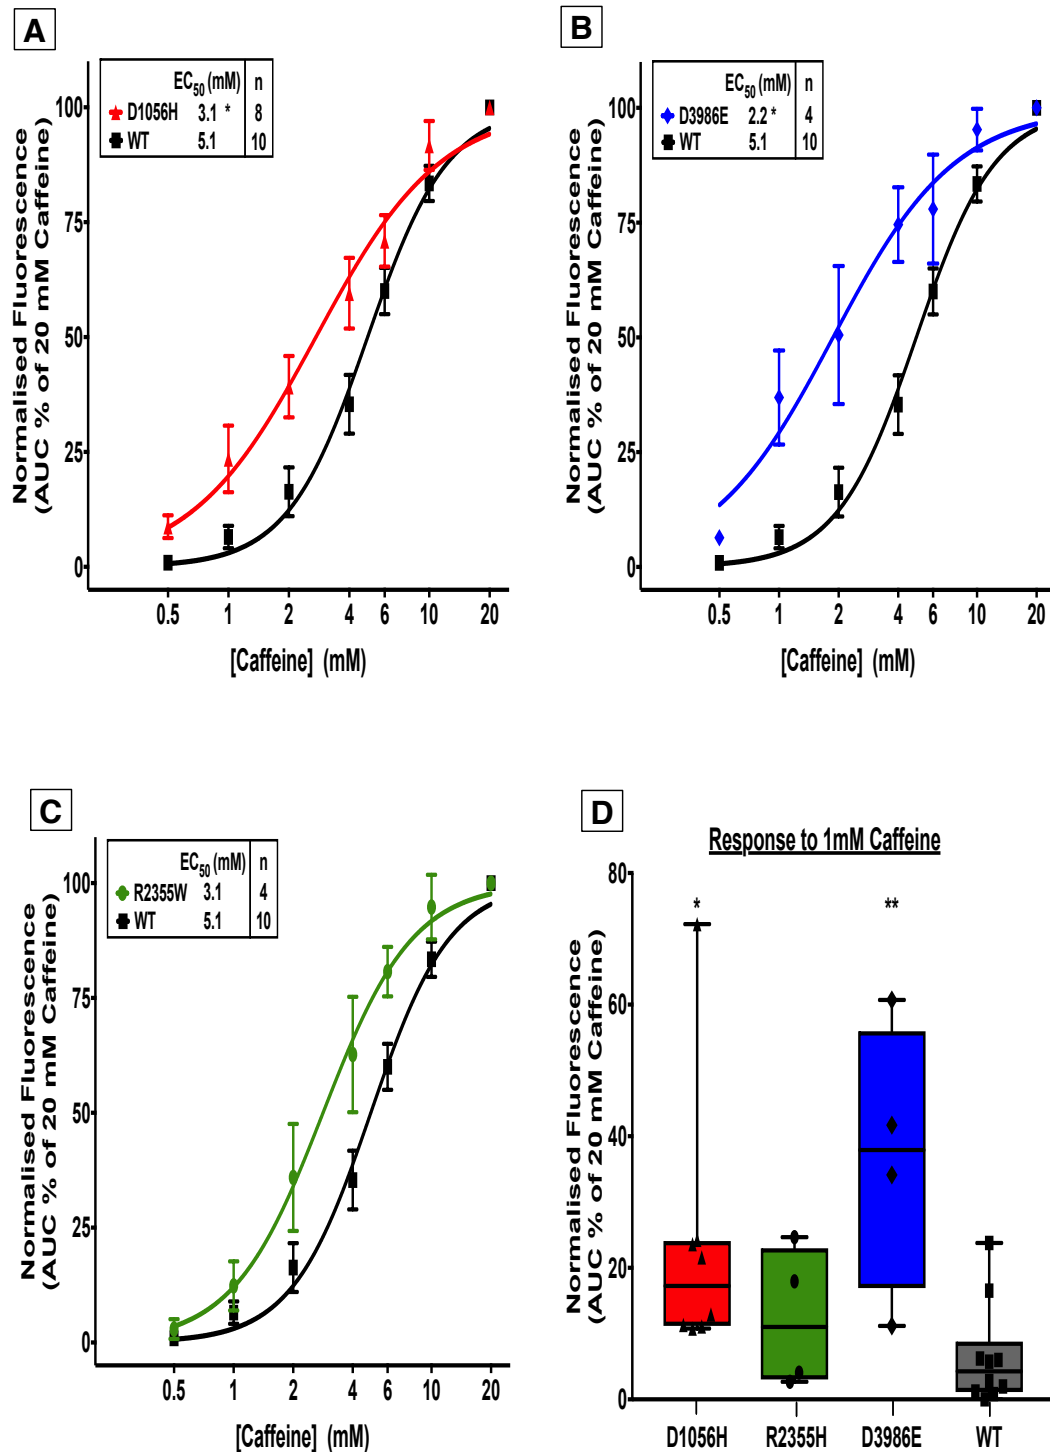 A
EC50 (mM) n
D1056H 3.1 * 8
WT 5.1 10
Normalised Fluorescence
(AUC % of 20 mM Caffeine)
100
75
50
25
0
0.5 1 2 4 6 10 20
[Caffeine] (mM)
B
EC50 (mM) n
D3986E 2.2 * 4
WT 5.1 10
Normalised Fluorescence
(AUC % of 20 mM Caffeine)
100
75
50
25
0
0.5 1 2 4 6 10 20
[Caffeine] (mM)
C
EC50 (mM) n
R2355W 3.1 4
WT 5.1 10
Normalised Fluorescence
(AUC % of 20 mM Caffeine)
100
75
50
25
0
0.5 1 2 4 6 10 20
[Caffeine] (mM)
D
Response to 1mM Caffeine
Normalised Fluorescence
(AUC % of 20 mM Caffeine)
80
60
40
20
0
* **
D1056H R2355H D3986E WT